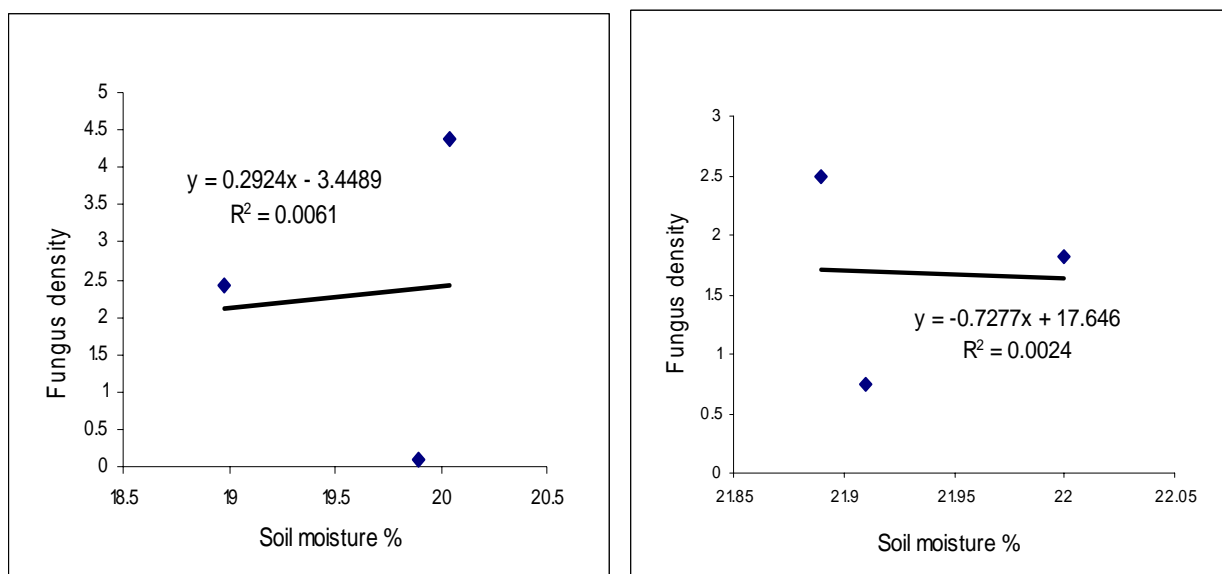 5
4.5
4
3.5
3
2.5
2
1.5
1
0.5
0
Fungus density
y = 0.2924x - 3.4489
R² = 0.0061
18.5 19 19.5 20 20.5
Soil moisture %
3
2.5
2
1.5
1
0.5
0
Fungus density
y = -0.7277x + 17.646
R² = 0.0024
21.85 21.9 21.95 22 22.05
Soil moisture %